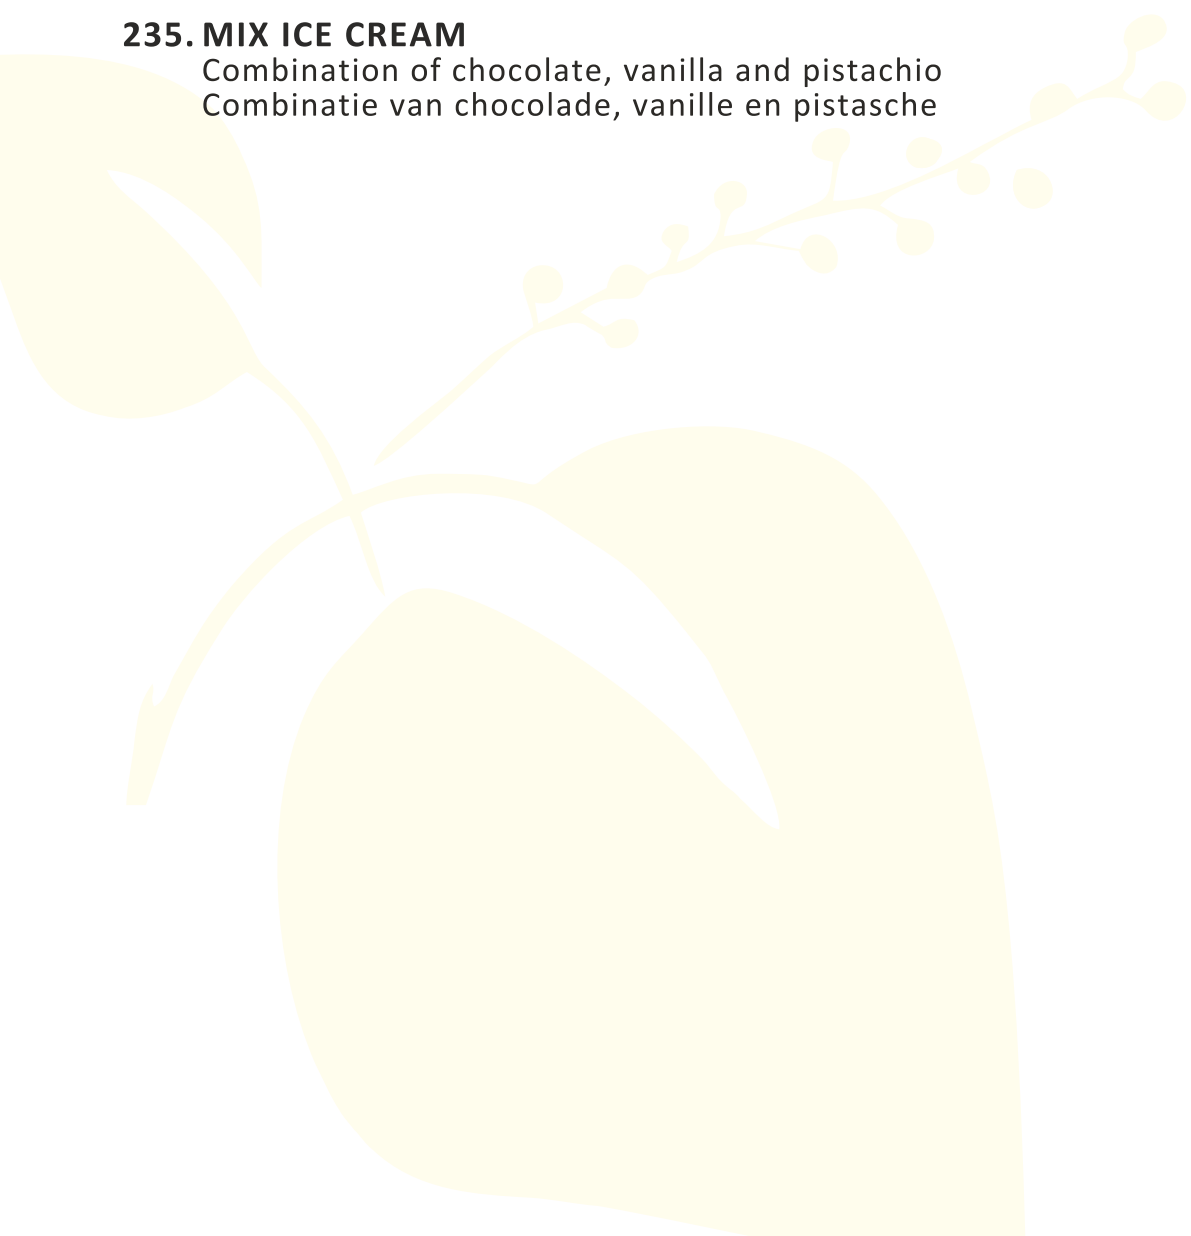 235. MIX ICE CREAM
Combination of chocolate, vanilla and pistachio
Combinatie van chocolade, vanille en pistasche